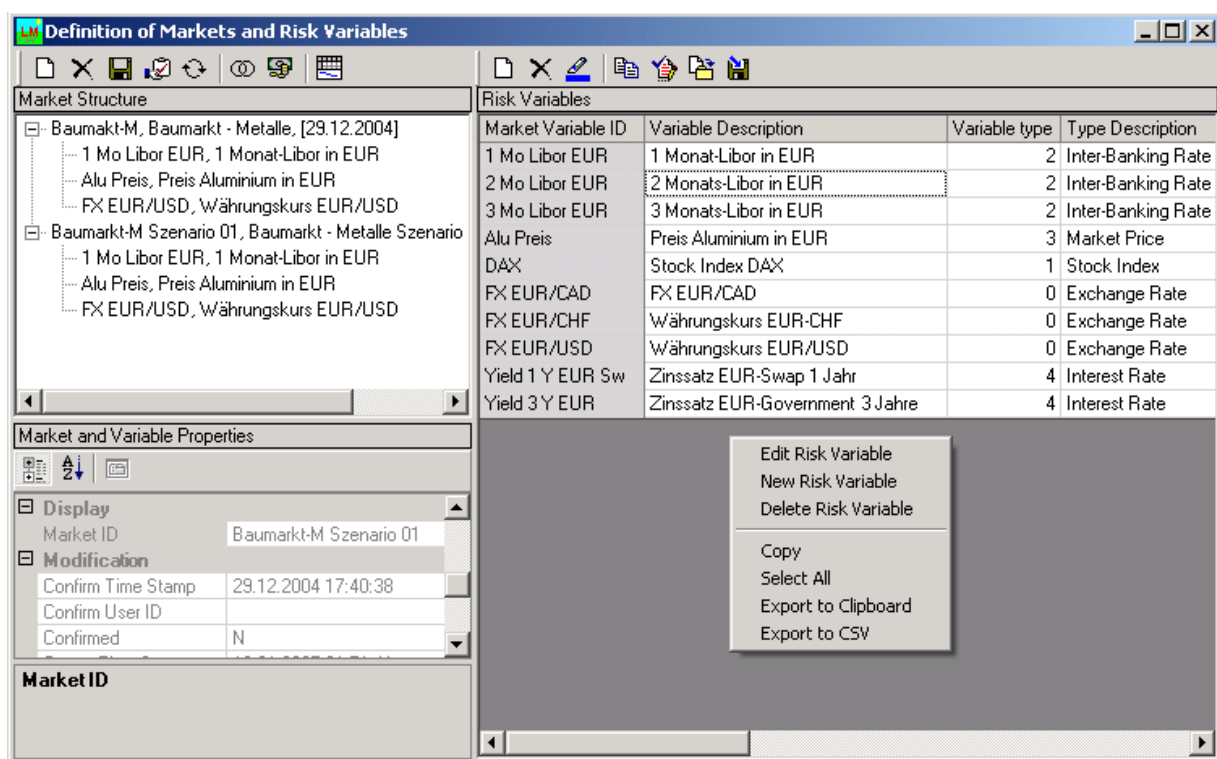 LM Definition of Markets and Risk Variables
Market Structure
Baumakt-M, Baumarkt - Metalle, [29.12.2004]
1 Mo Libor EUR, 1 Monat-Libor in EUR
Alu Preis, Preis Aluminium in EUR
FX EUR/USD, Währungskurs EUR/USD
Baumarkt-M Szenario 01, Baumarkt - Metalle Szenario
1 Mo Libor EUR, 1 Monat-Libor in EUR
Alu Preis, Preis Aluminium in EUR
FX EUR/USD, Währungskurs EUR/USD
Market and Variable Properties
Display
Market ID Baumarkt-M Szenario 01
Modification
Confirm Time Stamp 29.12.2004 17:40:38
Confirm User ID
Confirmed N
Market ID
Risk Variables
Market Variable ID Variable Description Variable type Type Description
1 Mo Libor EUR 1 Monat-Libor in EUR 2 Inter-Banking Rate
2 Mo Libor EUR 2 Monats-Libor in EUR 2 Inter-Banking Rate
3 Mo Libor EUR 3 Monats-Libor in EUR 2 Inter-Banking Rate
Alu Preis Preis Aluminium in EUR 3 Market Price
DAX Stock Index DAX 1 Stock Index
FX EUR/CAD FX EUR/CAD 0 Exchange Rate
FX EUR/CHF Währungskurs EUR-CHF 0 Exchange Rate
FX EUR/USD Währungskurs EUR/USD 0 Exchange Rate
Yield 1 Y EUR Sw Zinssatz EUR-Swap 1 Jahr 4 Interest Rate
Yield 3 Y EUR Zinssatz EUR-Government 3 Jahre 4 Interest Rate
Edit Risk Variable
New Risk Variable
Delete Risk Variable
Copy
Select All
Export to Clipboard
Export to CSV